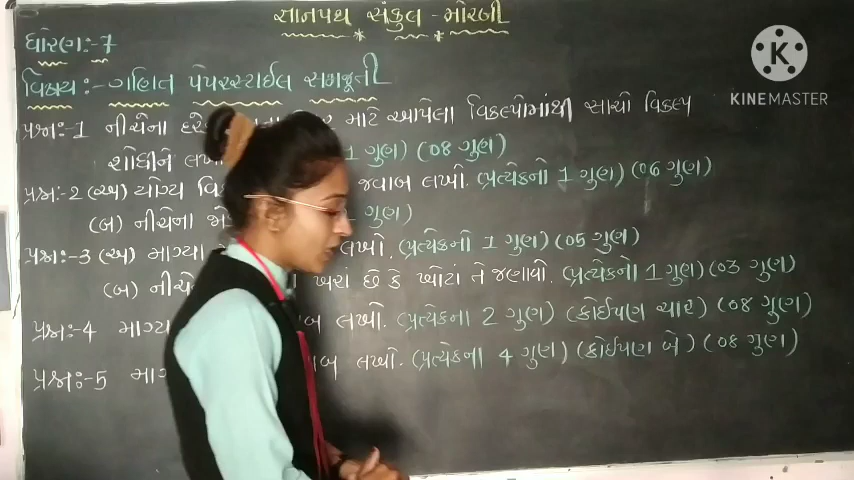 જ્ઞાનપથ સંકુલ - મોરબી
ધોરણ:-7
વિષય:- ગણિત પેપરસ્ટાઈલ સમજૂતી
પ્રશ્ન:-1 નીચેના માટે આપેલા વિકલ્પોમાંથી સાચો વિકલ્પ
શોધીને 1 ગુણ) (08 ગુણ)
પ્રશ્ન:-2 (અ) યોગ્ય જવાબ લખો. (પ્રત્યેકનો 1 ગુણ) (06 ગુણ)
(બ) નીચેના ગુણ)
પ્રશ્ન:-3 (અ) માગ્યા લખો. (પ્રત્યેકનો 1 ગુણ) (05 ગુણ)
(બ) ખરાં છે કે ખોટાં તે જણાવો. (પ્રત્યેકનો 1 ગુણ) (03 ગુણ)
પ્રશ્ન:-4 લખો. (પ્રત્યેકના 2 ગુણ) (કોઈપણ ચાર) (08 ગુણ)
પ્રશ્ન:-5 લખો. (પ્રત્યેકના 4 ગુણ) (કોઈપણ બે) (08 ગુણ)
KINEMASTER